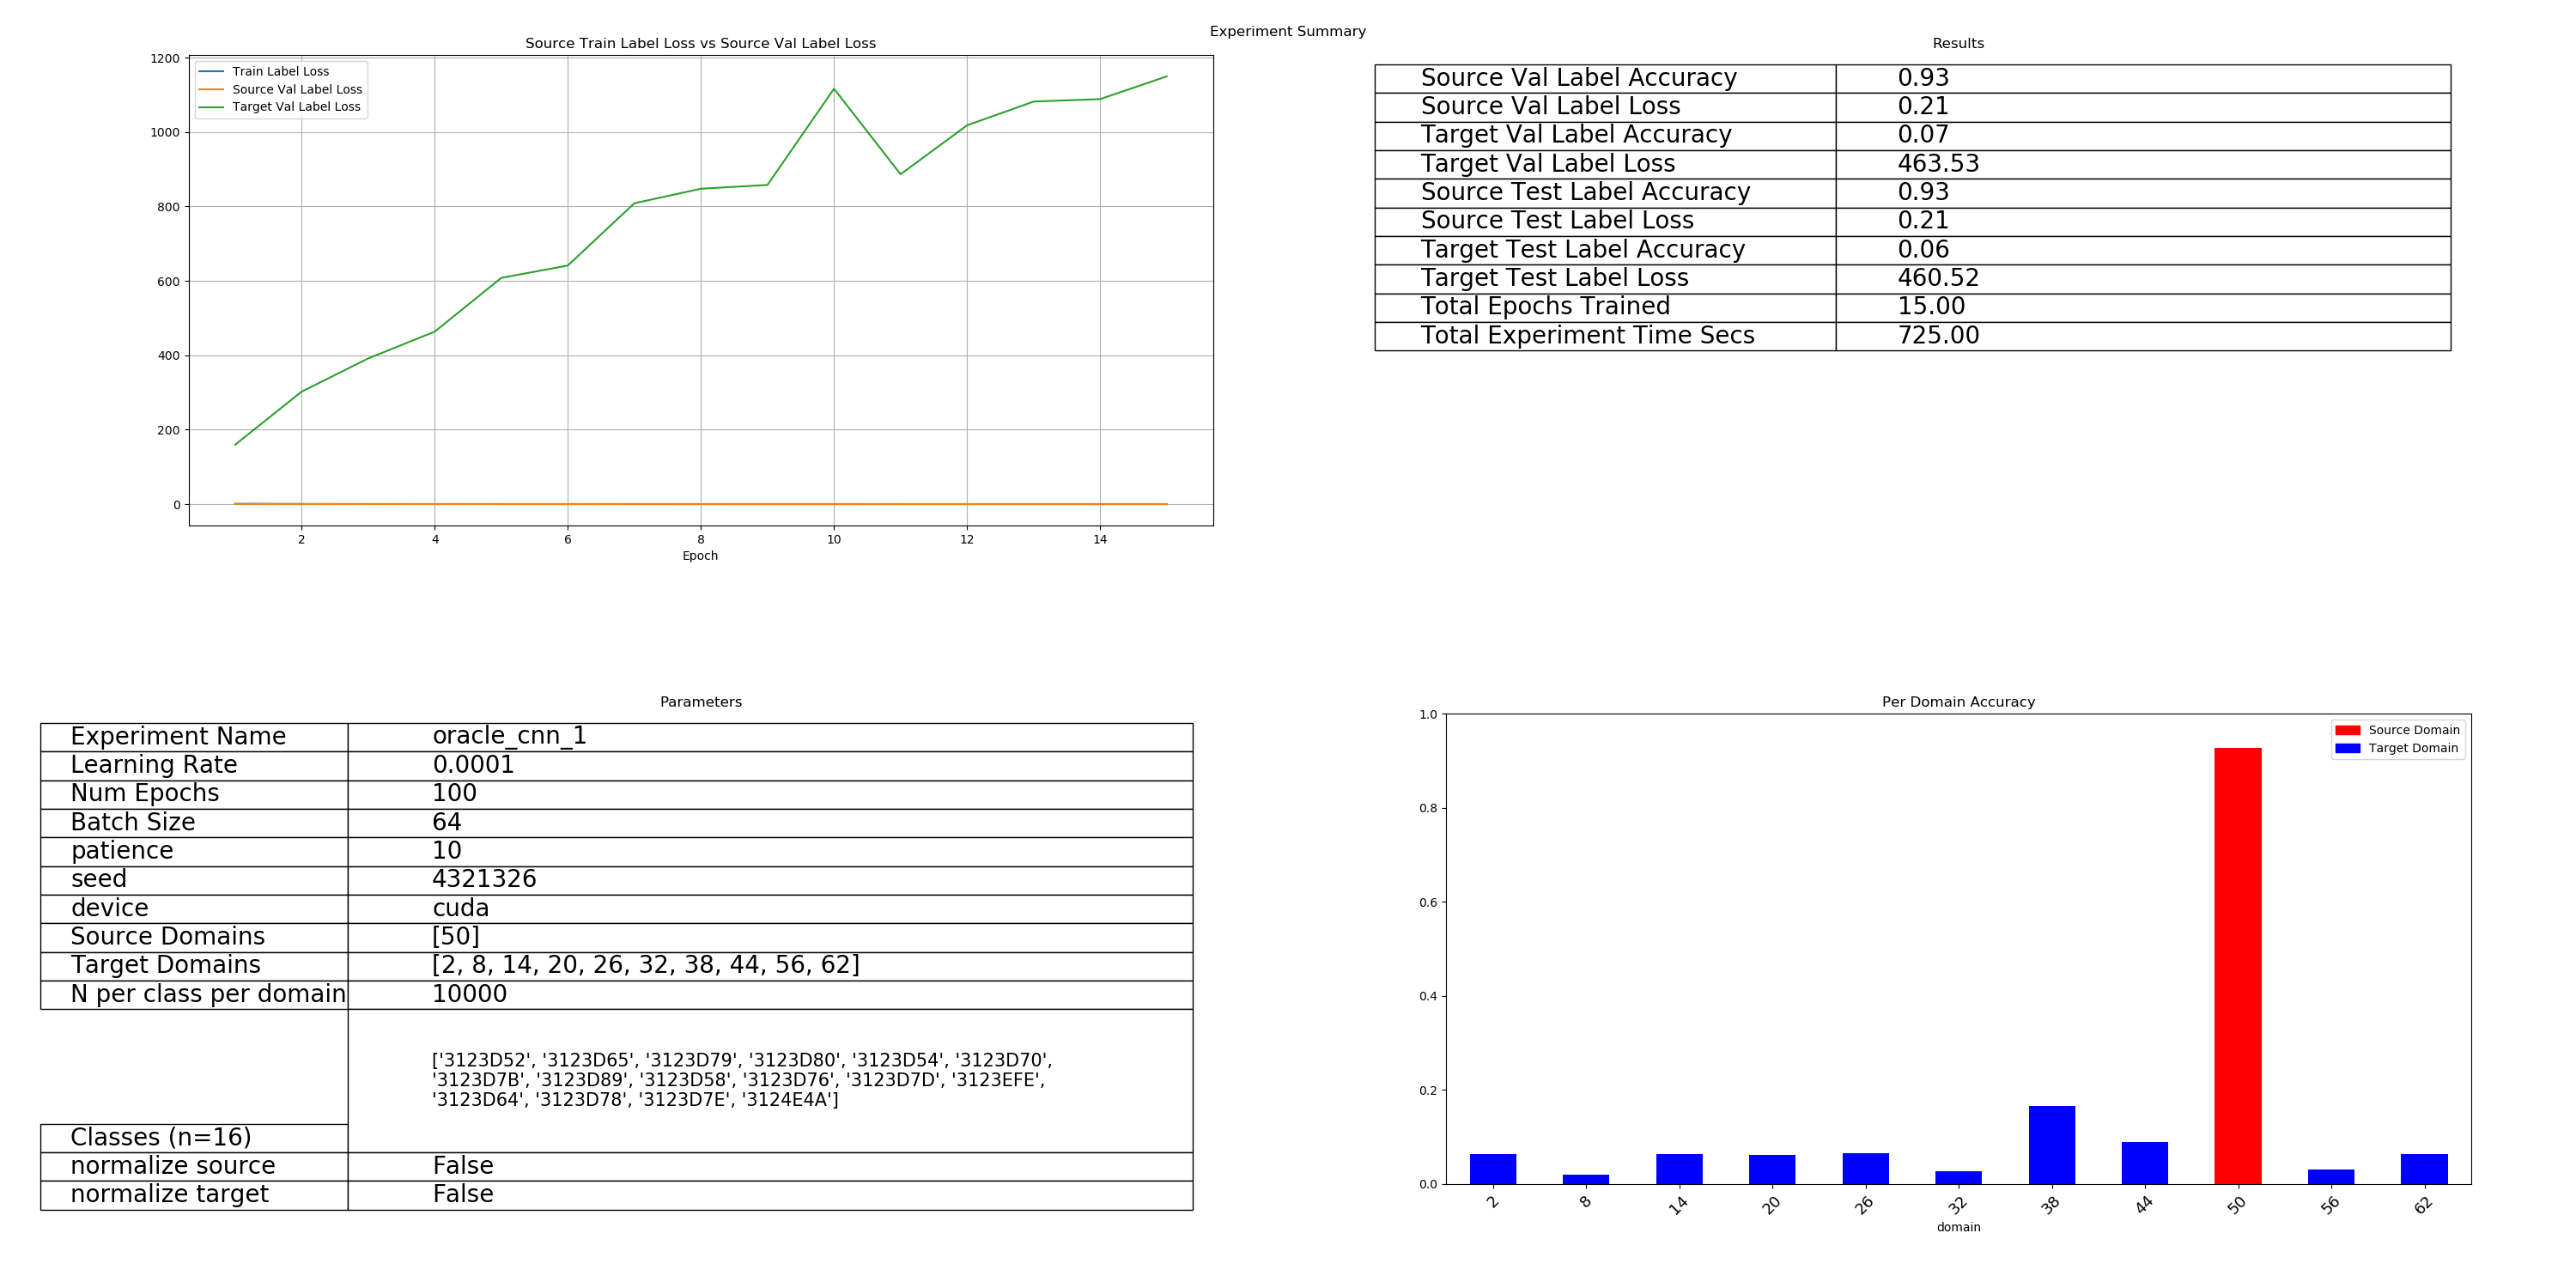 Experiment Summary
Source Train Label Loss vs Source Val Label Loss
Train Label Loss
Source Val Label Loss
Target Val Label Loss
1200
1000
800
600
400
200
0
2 4 6 8 10 12 14
Epoch
Results
Source Val Label Accuracy 0.93
Source Val Label Loss 0.21
Target Val Label Accuracy 0.07
Target Val Label Loss 463.53
Source Test Label Accuracy 0.93
Source Test Label Loss 0.21
Target Test Label Accuracy 0.06
Target Test Label Loss 460.52
Total Epochs Trained 15.00
Total Experiment Time Secs 725.00
Parameters
Experiment Name oracle_cnn_1
Learning Rate 0.0001
Num Epochs 100
Batch Size 64
patience 10
seed 4321326
device cuda
Source Domains [50]
Target Domains [2, 8, 14, 20, 26, 32, 38, 44, 56, 62]
N per class per domain 10000
['3123D52', '3123D65', '3123D79', '3123D80', '3123D54', '3123D70',
'3123D7B', '3123D89', '3123D58', '3123D76', '3123D7D', '3123EFE',
'3123D64', '3123D78', '3123D7E', '3124E4A']
Classes (n=16)
normalize source False
normalize target False
Per Domain Accuracy
Source Domain
Target Domain
1.0
0.8
0.6
0.4
0.2
0.0
2 8 14 20 26 32 38 44 50 56 62
domain